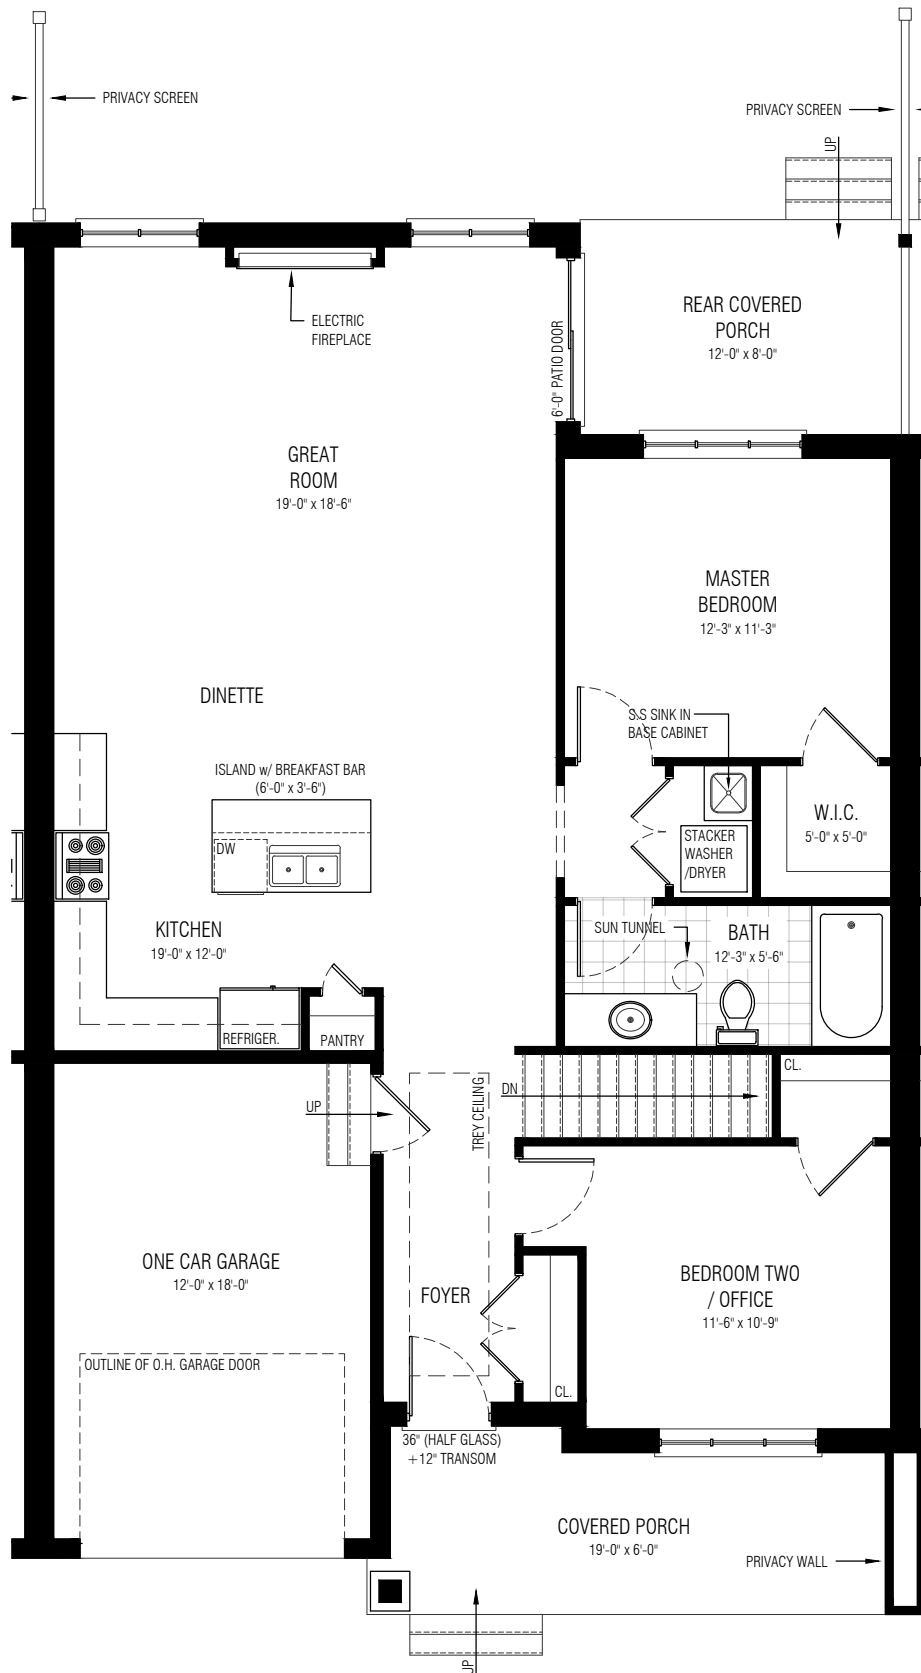 PRIVACY SCREEN
PRIVACY SCREEN
UP
ELECTRIC
FIREPLACE
REAR COVERED
PORCH
12'-0" x 8'-0"
6'-0" PATIO DOOR
GREAT
ROOM
19'-0" x 18'-6"
MASTER
BEDROOM
12'-3" x 11'-3"
DINETTE
S.S SINK IN
BASE CABINET
ISLAND w/ BREAKFAST BAR
(6'-0" x 3'-6")
DW
STACKER
WASHER
/DRYER
W.I.C.
5'-0" x 5'-0"
KITCHEN
19'-0" x 12'-0"
SUN TUNNEL
BATH
12'-3" x 5'-6"
REFRIGER.
PANTRY
CL.
UP
TREY CEILING
DN
ONE CAR GARAGE
12'-0" x 18'-0"
FOYER
BEDROOM TWO
/ OFFICE
11'-6" x 10'-9"
OUTLINE OF O.H. GARAGE DOOR
CL.
36" (HALF GLASS)
+12" TRANSOM
COVERED PORCH
19'-0" x 6'-0"
PRIVACY WALL
UP